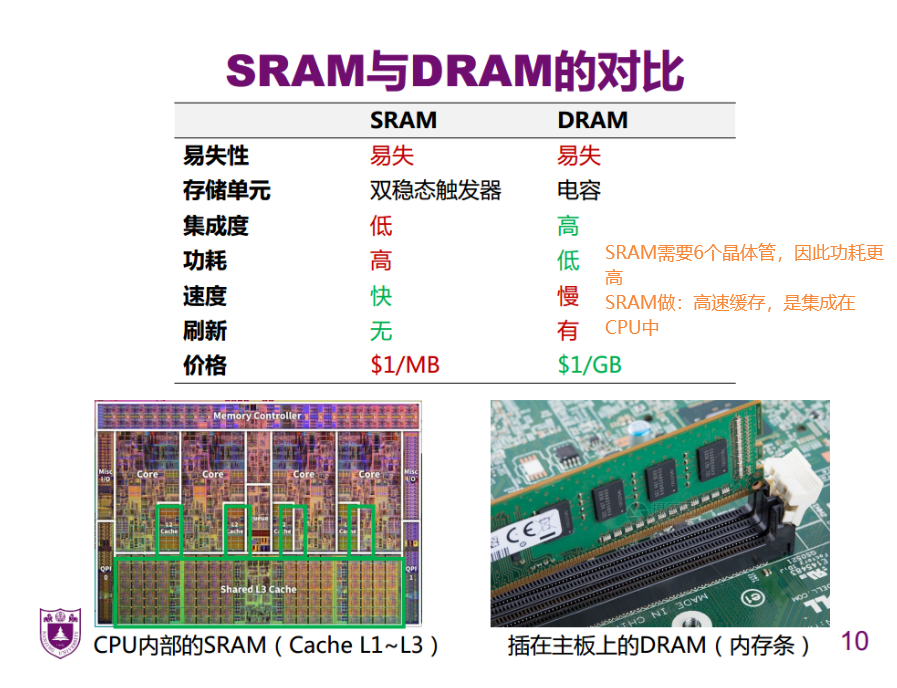 SRAM与DRAM的对比
SRAM DRAM
易失性 易失 易失
存储单元 双稳态触发器 电容
集成度 低 高
功耗 高 低
速度 快 慢
刷新 无 有
价格 $1/MB $1/GB
SRAM需要6个晶体管，因此功耗更
高
SRAM做：高速缓存，是集成在
CPU中
Memory Controller
Misc
I/O
Core
Core
Core
Core
Misc
I/O
L2
Cache
L2
Cache
Cache
Cache
QPI
0
Shared L3 Cache
QPI
1
CE
MADE IN CHI
E145483
CPU内部的SRAM（Cache L1~L3）
插在主板上的DRAM（内存条）
10